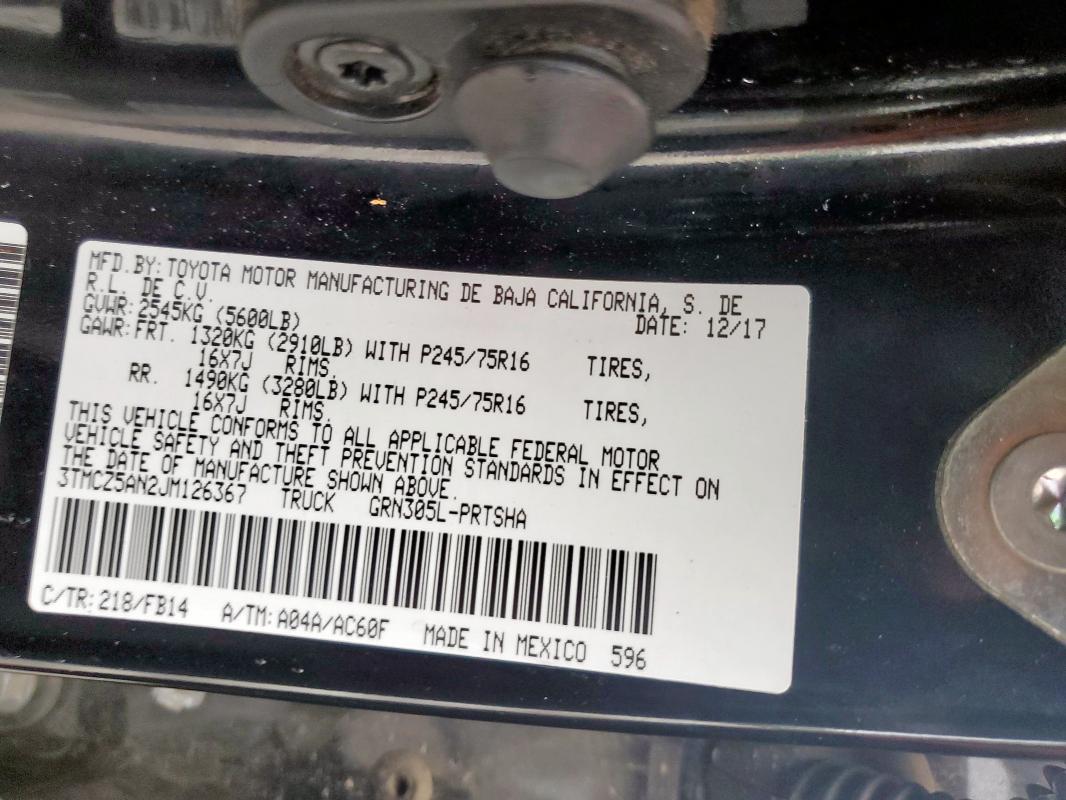 MFD.BY: TOYOTA MOTOR MANUFACTURING DE BAJA CALIFORNIA, S. DE
R.L. DE C.V. DATE: 12/17
GVWR: 2545KG (5600LB)
GAWR: FRT. 1320KG (2910LB) WITH P245/75R16 TIRES,
16X7J RIMS.
RR. 1490KG (3280LB) WITH P245/75R16 TIRES,
16X7J RIMS.
THIS VEHICLE CONFORMS TO ALL APPLICABLE FEDERAL MOTOR
VEHICLE SAFETY AND THEFT PREVENTION STANDARDS IN EFFECT ON
THE DATE OF MANUFACTURE SHOWN ABOVE.
3TMCZ5AN2JM126367 TRUCK GRN305L-PRTSHA
C/TR: 218/FB14 A/TM: A04A/AC60F MADE IN MEXICO 596